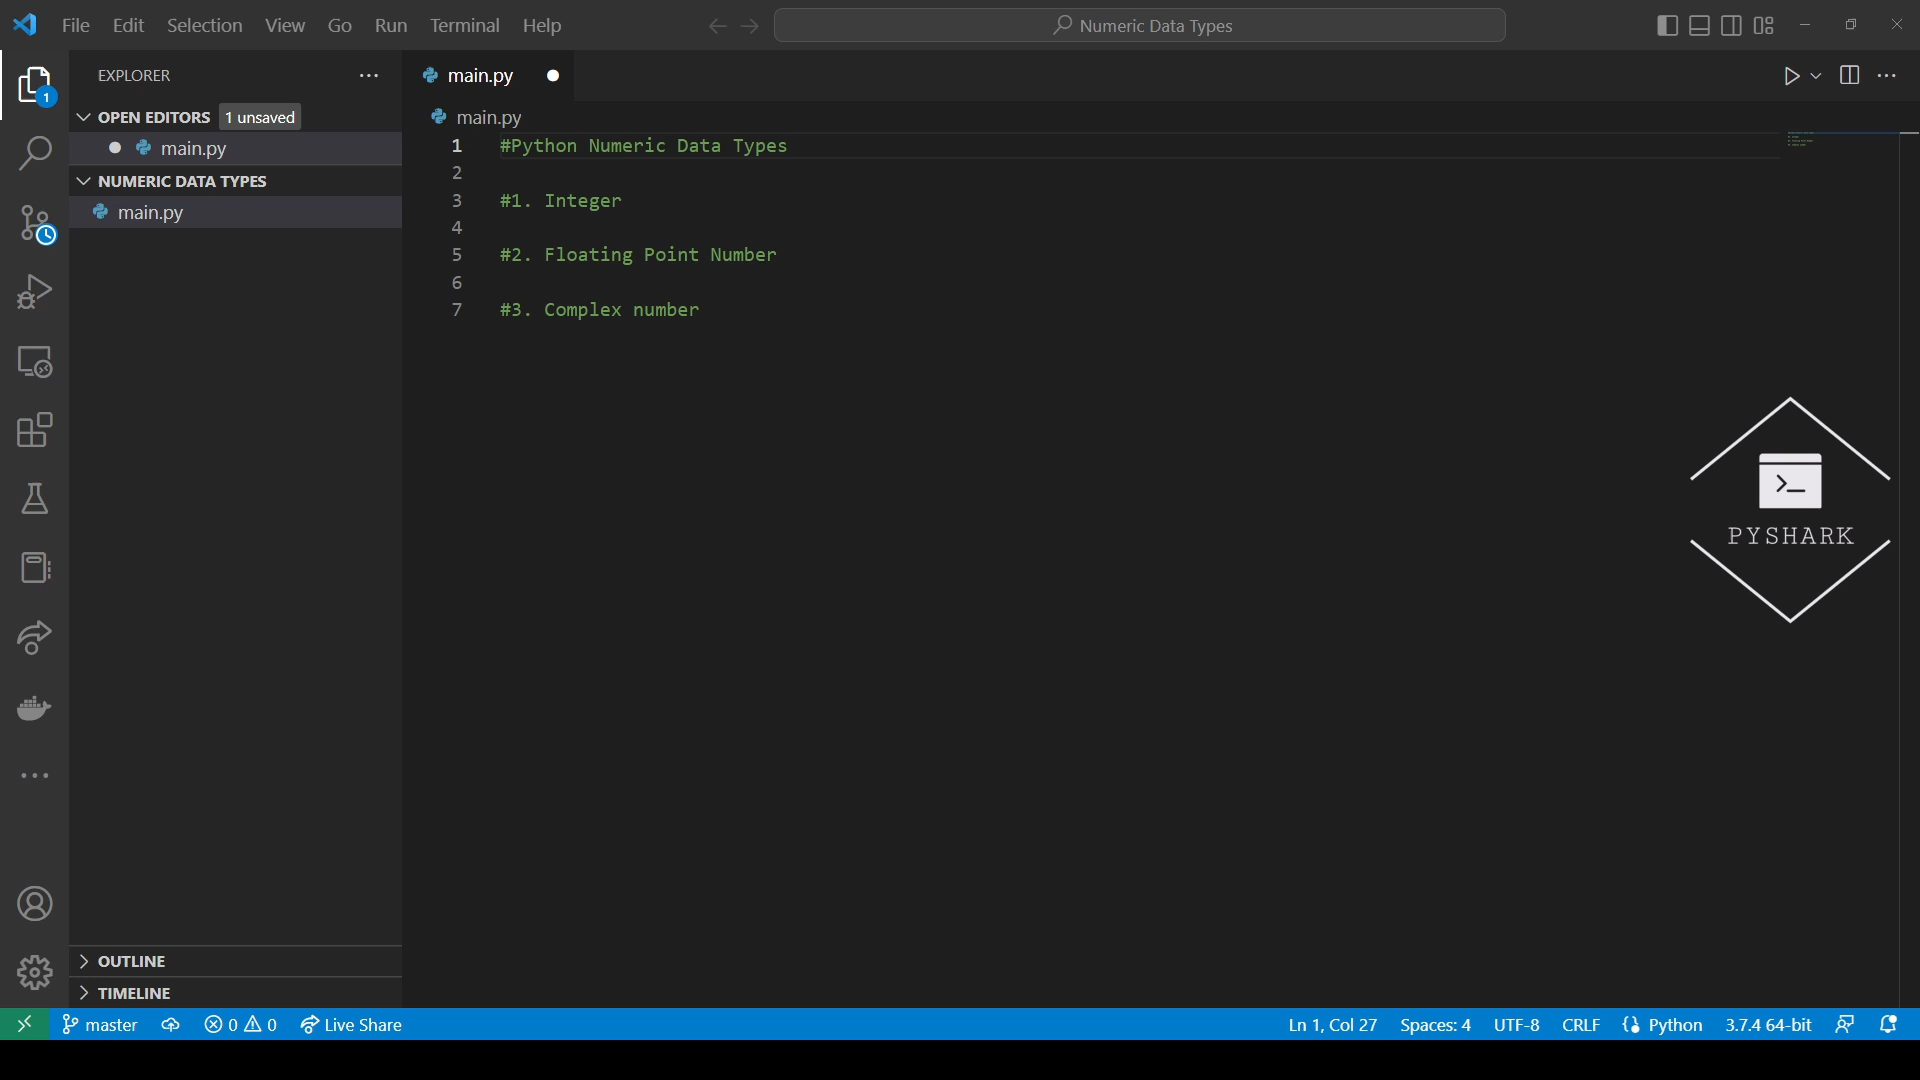 File Edit Selection View Go Run Terminal Help
Numeric Data Types
EXPLORER
main.py
1
OPEN EDITORS 1 unsaved
main.py
main.py
NUMERIC DATA TYPES
main.py
1 #Python Numeric Data Types
2
3 #1. Integer
4
5 #2. Floating Point Number
6
7 #3. Complex number
>_
PYSHARK
OUTLINE
TIMELINE
master 0 0 Live Share Ln 1, Col 27 Spaces: 4 UTF-8 CRLF Python 3.7.4 64-bit